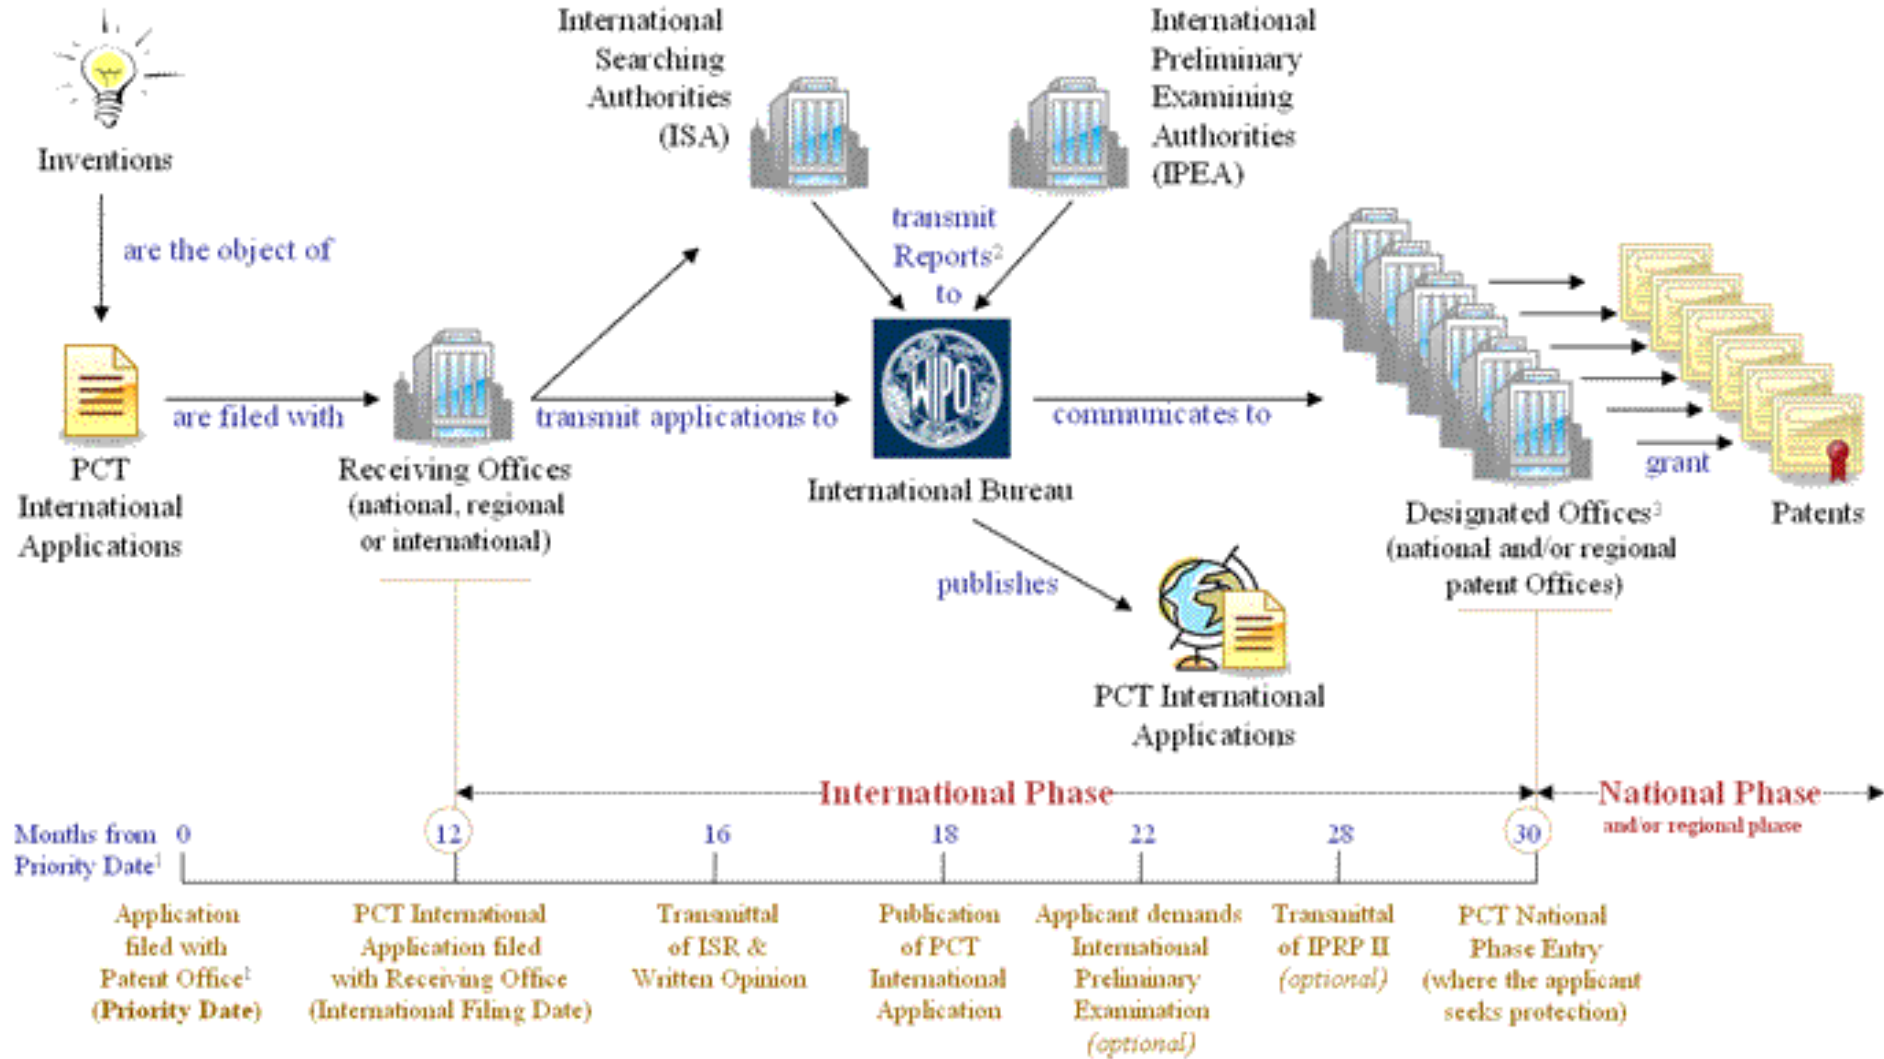 Inventions
are the object of
PCT
International
Applications
are filed with
Receiving Offices
(national, regional
or international)
transmit applications to
International
Searching
Authorities
(ISA)
International
Preliminary
Examining
Authorities
(IPEA)
transmit
Reports²
to
WIPO
International Bureau
publishes
PCT International
Applications
communicates to
Designated Offices³
(national and/or regional
patent Offices)
grant
Patents
International Phase
National Phase
and/or regional phase
Months from
Priority Date¹
0
12
16
18
22
28
30
Application
filed with
Patent Office¹
(Priority Date)
PCT International
Application filed
with Receiving Office
(International Filing Date)
Transmittal
of ISR &
Written Opinion
Publication
of PCT
International
Application
Applicant demands
International
Preliminary
Examination
(optional)
Transmittal
of IPRP II
(optional)
PCT National
Phase Entry
(where the applicant
seeks protection)